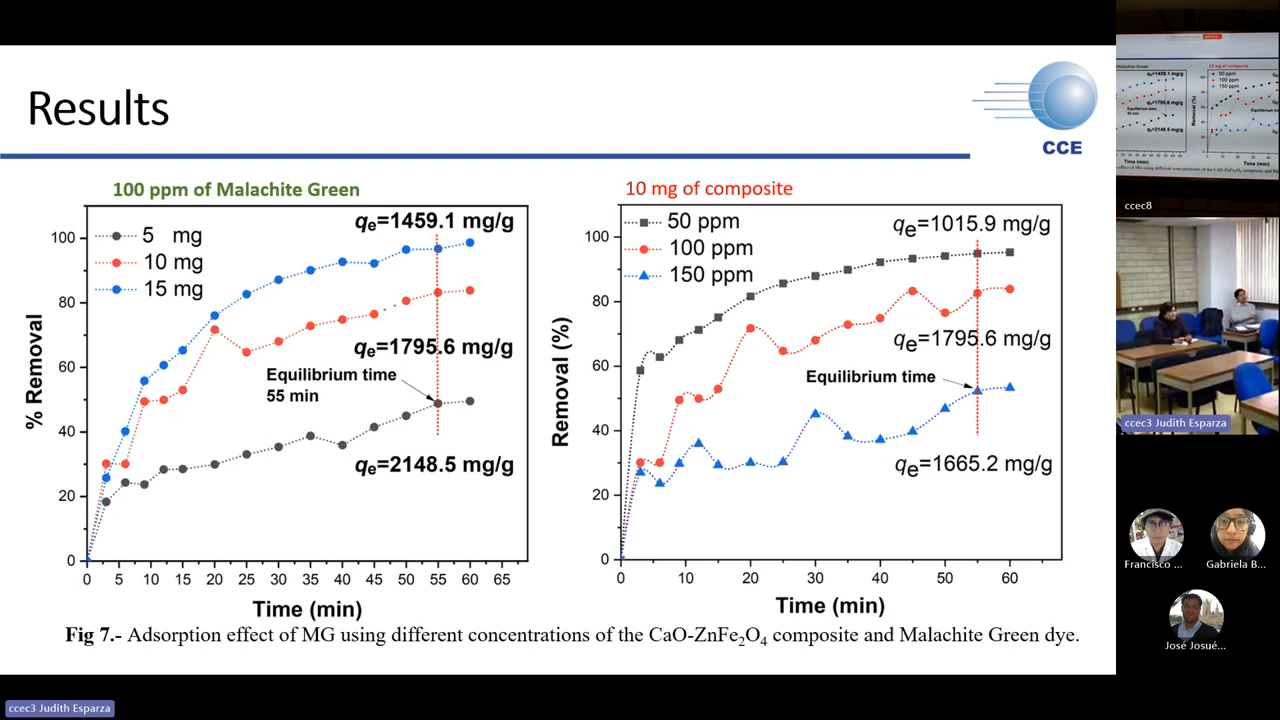 Results
CCE
100 ppm of Malachite Green
5 mg
10 mg
15 mg
qe=1459.1 mg/g
qe=1795.6 mg/g
Equilibrium time
55 min
qe=2148.5 mg/g
% Removal
100
80
60
40
20
0
0 5 10 15 20 25 30 35 40 45 50 55 60 65
Time (min)
10 mg of composite
50 ppm
100 ppm
150 ppm
qe=1015.9 mg/g
qe=1795.6 mg/g
Equilibrium time
qe=1665.2 mg/g
Removal (%)
100
80
60
40
20
0
0 10 20 30 40 50 60
Time (min)
Fig 7.- Adsorption effect of MG using different concentrations of the CaO-ZnFe2O4 composite and Malachite Green dye.
ccec3 Judith Esparza
ccec8
ccec3 Judith Esparza
Francisco ...
Gabriela B...
José Josué...